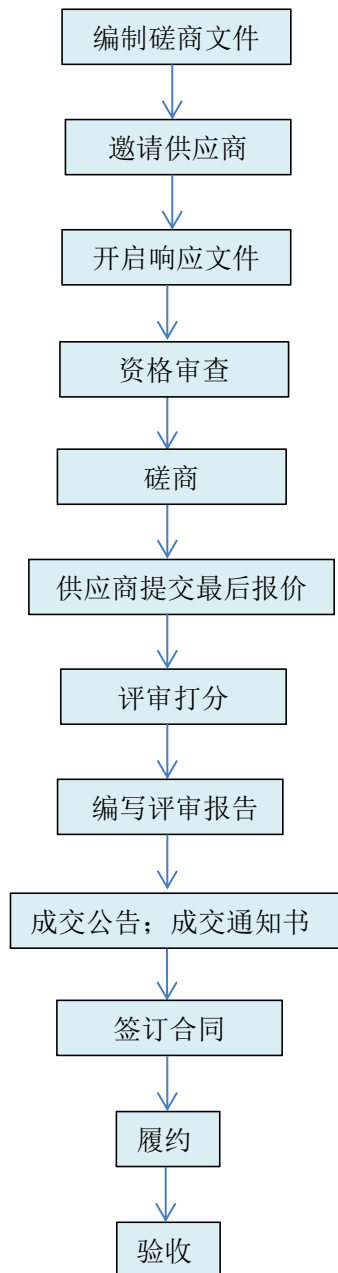 编制磋商文件
邀请供应商
开启响应文件
资格审查
磋商
供应商提交最后报价
评审打分
编写评审报告
成交公告；成交通知书
签订合同
履约
验收